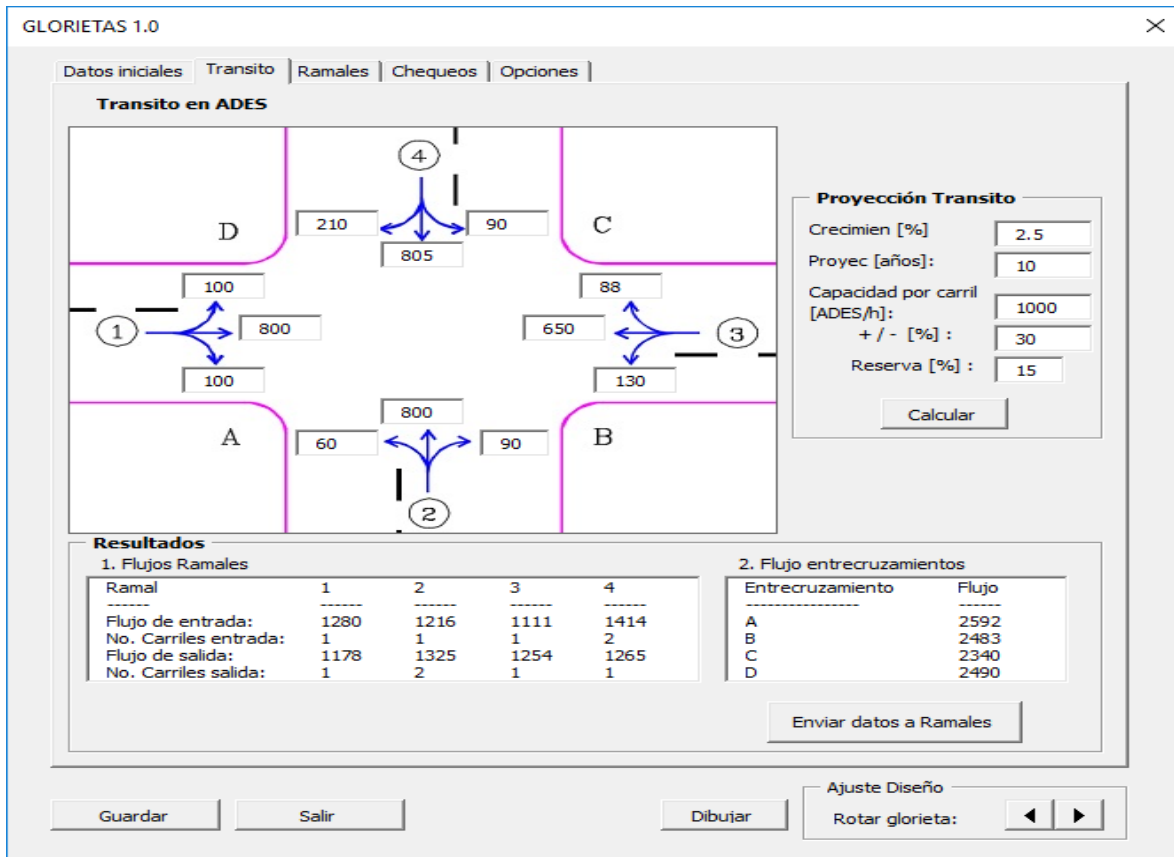 GLORIETAS 1.0
Datos iniciales Transito Ramales Chequeos Opciones
Transito en ADES
4
D 210 90 C
805
100 88
1 800 650 3
100 130
800
A 60 90 B
2
Proyección Transito
Crecimien [%] 2.5
Proyec [años]: 10
Capacidad por carril
[ADES/h]: 1000
+ / - [%] : 30
Reserva [%] : 15
Calcular
Resultados
1. Flujos Ramales
Ramal 1 2 3 4
------ ------ ------ ------ ------
Flujo de entrada: 1280 1216 1111 1414
No. Carriles entrada: 1 1 1 2
Flujo de salida: 1178 1325 1254 1265
No. Carriles salida: 1 2 1 1
2. Flujo entrecruzamientos
Entrecruzamiento Flujo
---------------- ------
A 2592
B 2483
C 2340
D 2490
Enviar datos a Ramales
Guardar Salir Dibujar
Ajuste Diseño
Rotar glorieta: